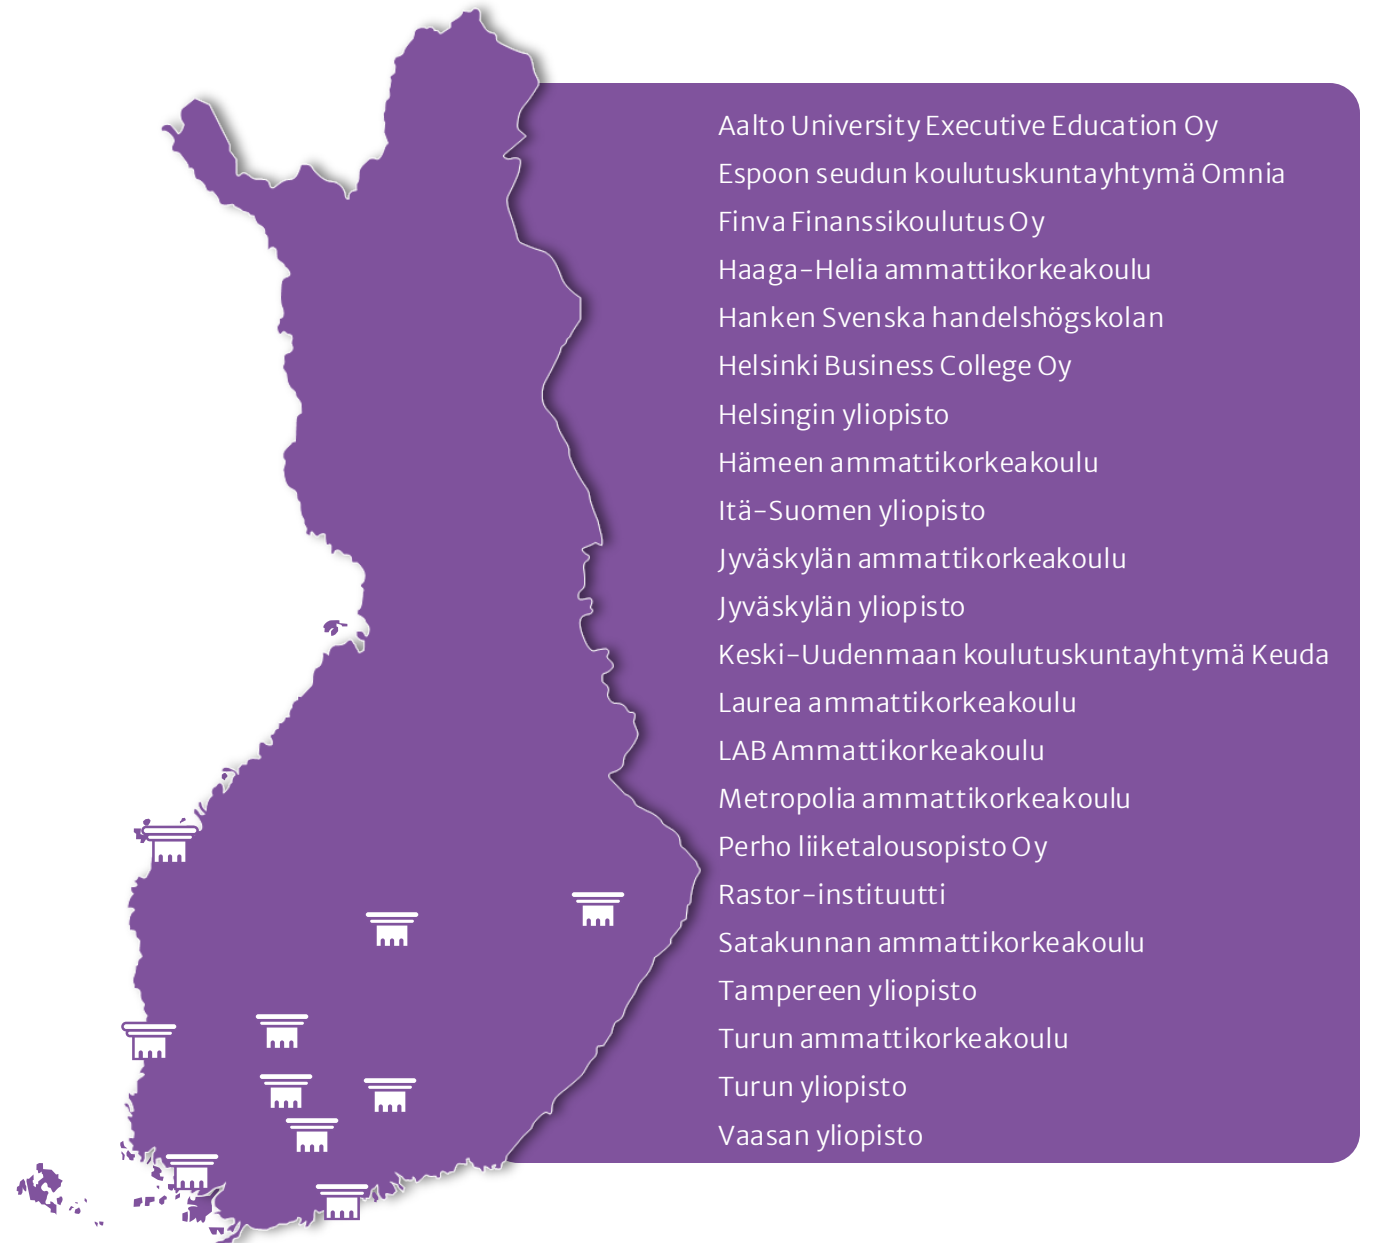 Aalto University Executive Education Oy
Espoon seudun koulutuskuntayhtymä Omnia
Finva Finanssikoulutus Oy
Haaga-Helia ammattikorkeakoulu
Hanken Svenska handelshögskolan
Helsinki Business College Oy
Helsingin yliopisto
Hämeen ammattikorkeakoulu
Itä-Suomen yliopisto
Jyväskylän ammattikorkeakoulu
Jyväskylän yliopisto
Keski-Uudenmaan koulutuskuntayhtymä Keuda
Laurea ammattikorkeakoulu
LAB Ammattikorkeakoulu
Metropolia ammattikorkeakoulu
Perho liiketalousopisto Oy
Rastor-instituutti
Satakunnan ammattikorkeakoulu
Tampereen yliopisto
Turun ammattikorkeakoulu
Turun yliopisto
Vaasan yliopisto